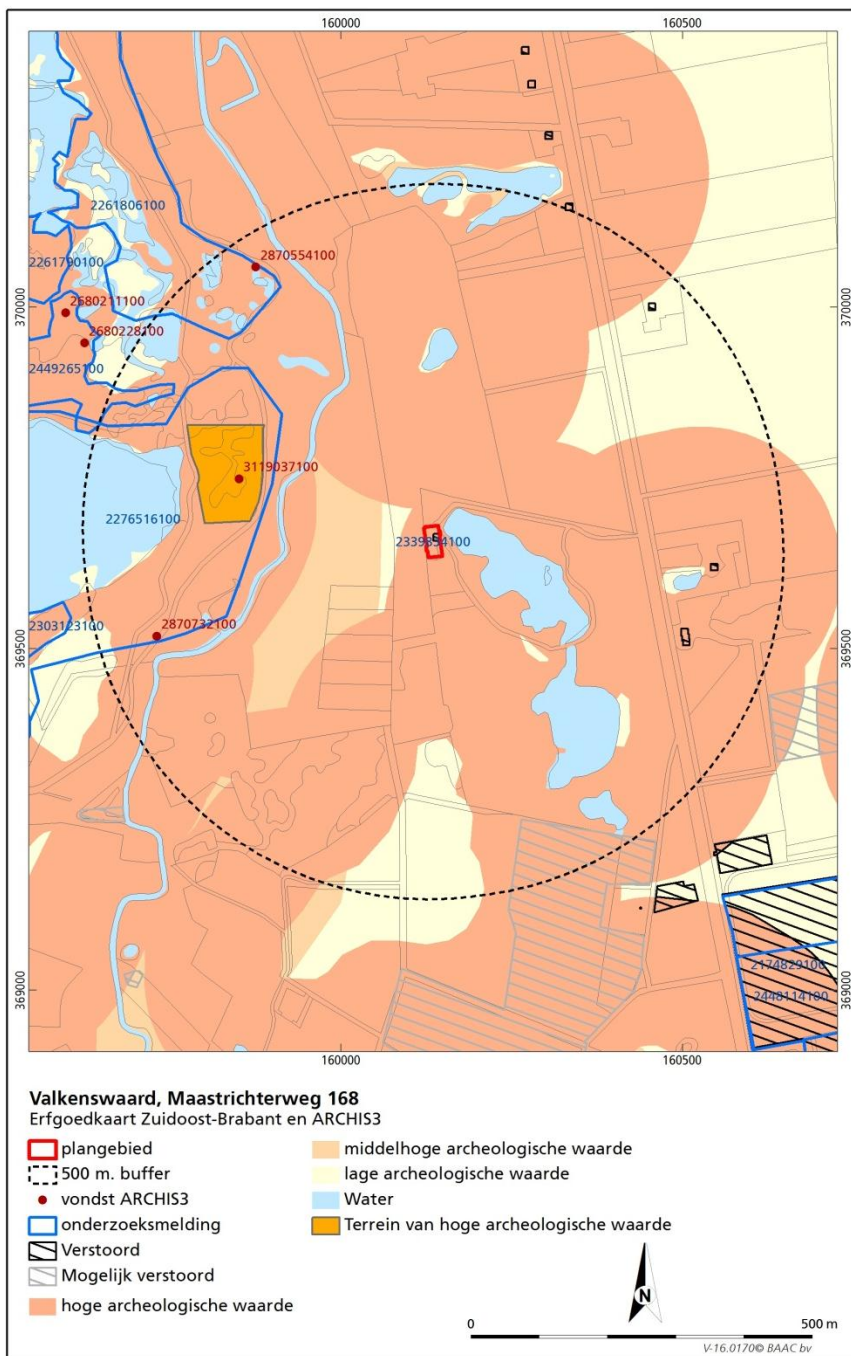 160000 160500
2261806100
2261790100
2870554100
370000 370000
2680211100
2680228100
2449265100
3119037100
2276516100
2339854100
2303123100
2870732100
369500 369500
2174829100
369000 369000
2448114100
160000 160500
Valkenswaard, Maastrichterweg 168
Erfgoedkaart Zuidoost-Brabant en ARCHIS3
plangebied
500 m. buffer
vondst ARCHIS3
onderzoeksmelding
Verstoord
Mogelijk verstoord
hoge archeologische waarde
middelhoge archeologische waarde
lage archeologische waarde
Water
Terrein van hoge archeologische waarde
N
0 500 m
V-16.0170© BAAC bv